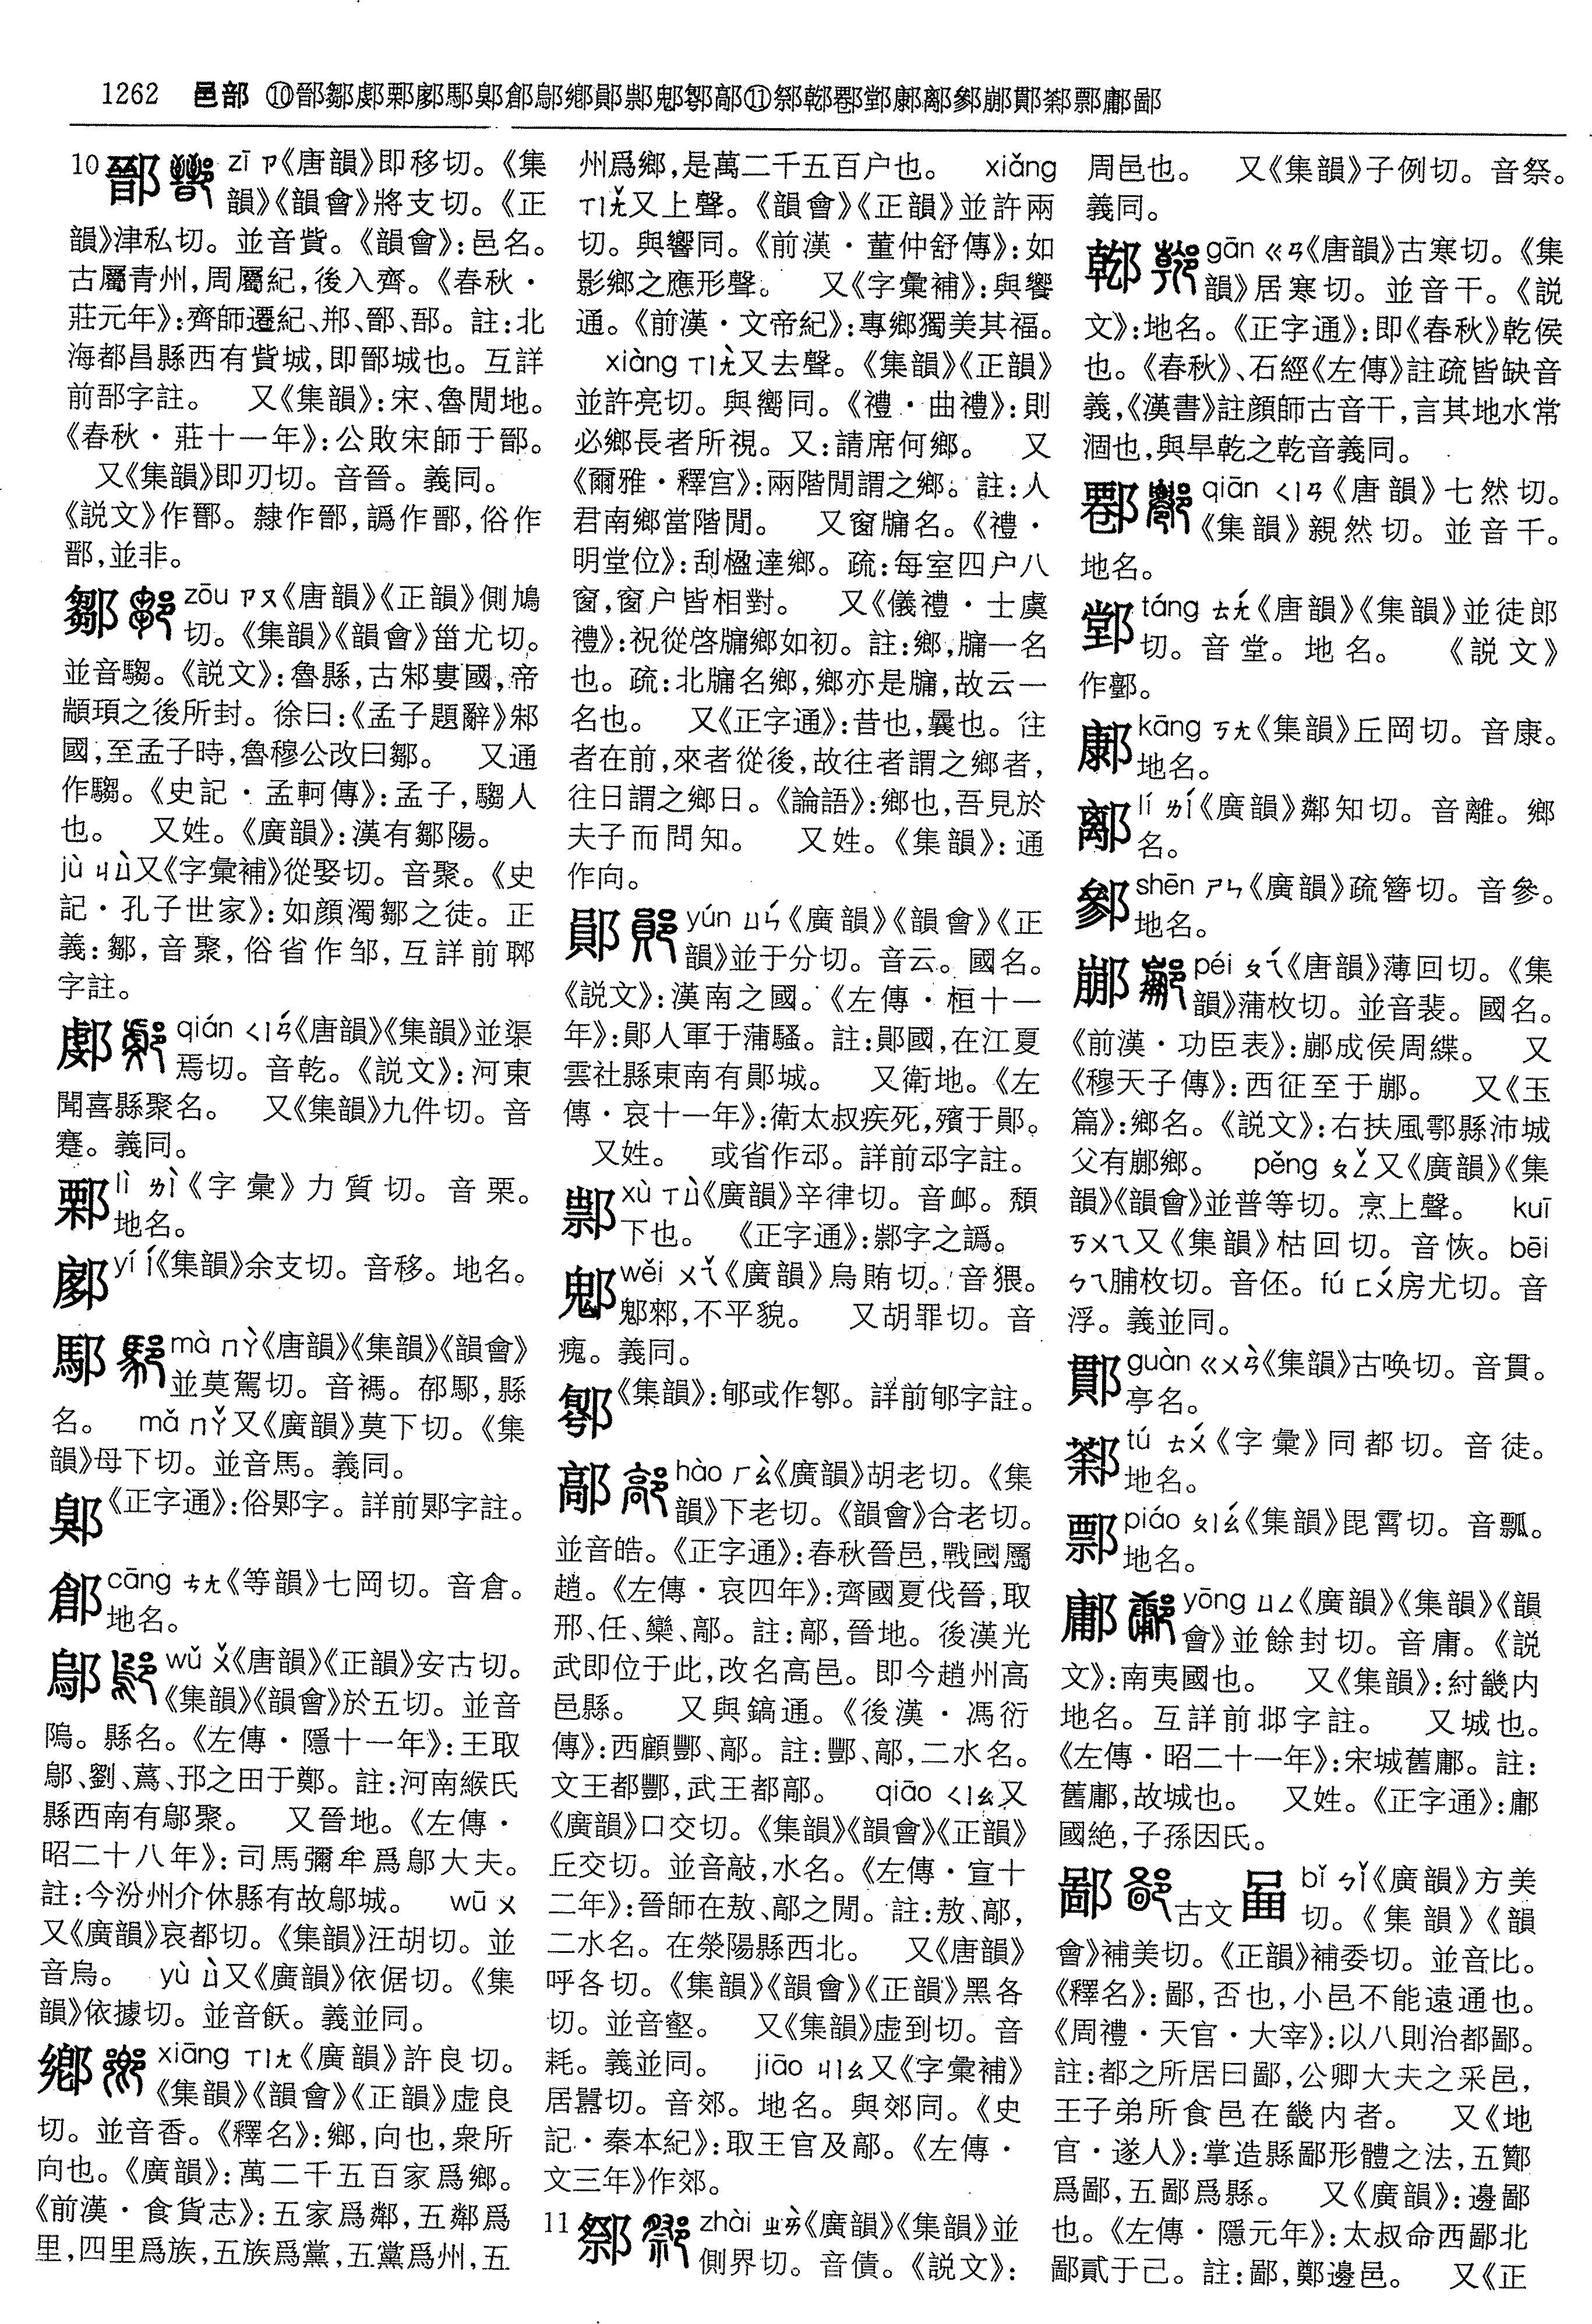 1262 邑部 ⑩鄑鄒鄐鄓鄔鄕鄖鄗⑪鄈鄘鄙
10鄑 zī ㄗ《唐韻》即移切。《集
韻》《韻會》將支切。《正
韻》津私切。並音貲。《韻會》:邑名。
古屬青州,周屬紀,後入齊。《春秋·
莊元年》:齊師遷紀、郱、鄑、郚。註:北
海都昌縣西有訾城,即鄑城也。互詳
前郚字註。 又《集韻》:宋、魯閒地。
《春秋·莊十一年》:公敗宋師于鄑。
又《集韻》即刃切。音晉。義同。
《説文》作鄑。隸作鄑,譌作,俗作
,並非。
鄒 zōu ㄗㄡ《唐韻》《正韻》側鳩
切。《集韻》《韻會》甾尤切。
並音騶。《説文》:魯縣,古邾婁國,帝
顓頊之後所封。徐曰:《孟子題辭》邾
國,至孟子時,魯穆公改曰鄒。 又通
作騶。《史記·孟軻傳》:孟子,騶人
也。 又姓。《廣韻》:漢有鄒陽。
jù ㄐㄩˋ又《字彙補》從娶切。音聚。《史
記·孔子世家》:如顔濁鄒之徒。正
義:鄒,音聚,俗省作邹,互詳前郰
字註。
鄐 qián ㄑㄧㄢˊ《唐韻》《集韻》並渠
焉切。音乾。《説文》:河東
聞喜縣聚名。 又《集韻》九件切。音
蹇。義同。
lì ㄌㄧˋ《字彙》力質切。音栗。
地名。
yí ㄧˊ《集韻》余支切。音移。地名。
mà ㄇㄚˋ《唐韻》《集韻》《韻會》
並莫駕切。音禡。郁鄢,縣
名。 mǎ ㄇㄚˇ又《廣韻》莫下切。《集
韻》母下切。並音馬。義同。
《正字通》:俗郹字。詳前郹字註。
cāng ㄘㄤ《等韻》七岡切。音倉。
地名。
鄔 wǔ ㄨˇ《唐韻》《正韻》安古切。
《集韻》《韻會》於五切。並音
隖。縣名。《左傳·隱十一年》:王取
鄔、劉、蒍、邘之田于鄭。註:河南緱氏
縣西南有鄔聚。 又晉地。《左傳·
昭二十八年》:司馬彌牟爲鄔大夫。
註:今汾州介休縣有故鄔城。 wū ㄨ
又《廣韻》哀都切。《集韻》汪胡切。並
音烏。 yù ㄩˋ又《廣韻》依倨切。《集
韻》依據切。並音飫。義並同。
鄕 xiāng ㄒㄧㄤ《廣韻》許良切。
《集韻》《韻會》《正韻》虛良
切。並音香。《釋名》:鄉,向也,衆所
向也。《廣韻》:萬二千五百家爲鄉。
《前漢·食貨志》:五家爲鄰,五鄰爲
里,四里爲族,五族爲黨,五黨爲州,五
州爲鄉,是萬二千五百户也。 xiǎng
ㄒㄧㄤˇ又上聲。《韻會》《正韻》並許兩
切。與響同。《前漢·董仲舒傳》:如
影鄉之應形聲。 又《字彙補》:與饗
通。《前漢·文帝紀》:專鄉獨美其福。
xiàng ㄒㄧㄤˋ又去聲。《集韻》《正韻》
並許亮切。與嚮同。《禮·曲禮》:則
必鄉長者所視。又:請席何鄉。 又
《爾雅·釋宫》:兩階閒謂之鄉。註:人
君南鄉當階閒。 又窗牖名。《禮·
明堂位》:刮楹達鄉。疏:每室四户八
窗,窗户皆相對。 又《儀禮·士虞
禮》:祝從啓牖鄉如初。註:鄉,牖一名
也。疏:北牖名鄉,鄉亦是牖,故云一
名也。 又《正字通》:昔也,曩也。往
者在前,來者從後,故往者謂之鄉者,
往日謂之鄉日。《論語》:鄉也,吾見於
夫子而問知。 又姓。《集韻》:通
作向。
鄖 yún ㄩㄣˊ《廣韻》《韻會》《正
韻》並于分切。音云。國名。
《説文》:漢南之國。《左傳·桓十一
年》:鄖人軍于蒲騷。註:鄖國,在江夏
雲社縣東南有鄖城。 又衛地。《左
傳·哀十一年》:衛太叔疾死,殯于鄖。
又姓。 或省作邧。詳前邧字註。
xù ㄒㄩˋ《廣韻》辛律切。音卹。頽
下也。 《正字通》:鄸字之譌。
wěi ㄨㄟˇ《廣韻》烏賄切。音猥。
,不平貌。 又胡罪切。音
瘣。義同。
《集韻》:郇或作。詳前郇字註。
鄗 hào ㄏㄠˋ《廣韻》胡老切。《集
韻》下老切。《韻會》合老切。
並音皓。《正字通》:春秋晉邑,戰國屬
趙。《左傳·哀四年》:齊國夏伐晉,取
邢、任、欒、鄗。註:鄗,晉地。後漢光
武即位于此,改名高邑。即今趙州高
邑縣。 又與鎬通。《後漢·馮衍
傳》:西顧酆、鄗。註:酆、鄗,二水名。
文王都酆,武王都鄗。 qiāo ㄑㄧㄠ又
《廣韻》口交切。《集韻》《韻會》《正韻》
丘交切。並音敲,水名。《左傳·宣十
二年》:晉師在敖、鄗之閒。註:敖、鄗,
二水名。在滎陽縣西北。 又《唐韻》
呼各切。《集韻》《韻會》《正韻》黑各
切。並音壑。 又《集韻》虛到切。音
耗。義並同。 jiāo ㄐㄧㄠ又《字彙補》
居囂切。音郊。地名。與郊同。《史
記·秦本紀》:取王官及鄗。《左傳·
文三年》作郊。
11 zhài ㄓㄞˋ《廣韻》《集韻》並
側界切。音債。《説文》:
周邑也。 又《集韻》子例切。音祭。
義同。
gān ㄍㄢ《唐韻》古寒切。《集
韻》居寒切。並音干。《説
文》:地名。《正字通》:即《春秋》乾侯
也。《春秋》、石經《左傳》註疏皆缺音
義,《漢書》註顔師古音干,言其地水常
涸也,與旱乾之乾音義同。
qiān ㄑㄧㄢ《唐韻》七然切。
《集韻》親然切。並音千。
地名。
táng ㄊㄤˊ《唐韻》《集韻》並徒郎
切。音堂。地名。 《説文》
作鄼。
kāng ㄎㄤ《集韻》丘岡切。音康。
地名。
lí ㄌㄧˊ《廣韻》鄰知切。音離。鄉
名。
shēn ㄕㄣ《廣韻》疏簪切。音參。
地名。
péi ㄆㄟˊ《唐韻》薄回切。《集
韻》蒲枚切。並音裴。國名。
《前漢·功臣表》:䣙成侯周緤。 又
《穆天子傳》:西征至于䣙。 又《玉
篇》:鄉名。《説文》:右扶風鄠縣沛城
父有䣙鄉。 pěng ㄆㄥˇ又《廣韻》《集
韻》《韻會》並普等切。烹上聲。 kuī
ㄎㄨㄟ又《集韻》枯回切。音恢。bēi
ㄅㄟ脯枚切。音伾。fú ㄈㄨˊ房尤切。音
浮。義並同。
guàn ㄍㄨㄢˋ《集韻》古唤切。音貫。
亭名。
tú ㄊㄨˊ《字彙》同都切。音徒。
地名。
piáo ㄆㄧㄠˊ《集韻》毘霄切。音瓢。
地名。
鄘 yōng ㄩㄥ《廣韻》《集韻》《韻
會》並餘封切。音庸。《説
文》:南夷國也。 又《集韻》:紂畿内
地名。互詳前邶字註。 又城也。
《左傳·昭二十一年》:宋城舊鄘。註:
舊鄘,故城也。 又姓。《正字通》:鄘
國絶,子孫因氏。
鄙 古文 bǐ ㄅㄧˇ《廣韻》方美
切。《集韻》《韻
會》補美切。《正韻》補委切。並音比。
《釋名》:鄙,否也,小邑不能遠通也。
《周禮·天官·大宰》:以八則治都鄙。
註:都之所居曰鄙,公卿大夫之采邑,
王子弟所食邑在畿内者。 又《地
官·遂人》:掌造縣鄙形體之法,五酇
爲鄙,五鄙爲縣。 又《廣韻》:邊鄙
也。《左傳·隱元年》:太叔命西鄙北
鄙貳于己。註:鄙,鄭邊邑。 又《正